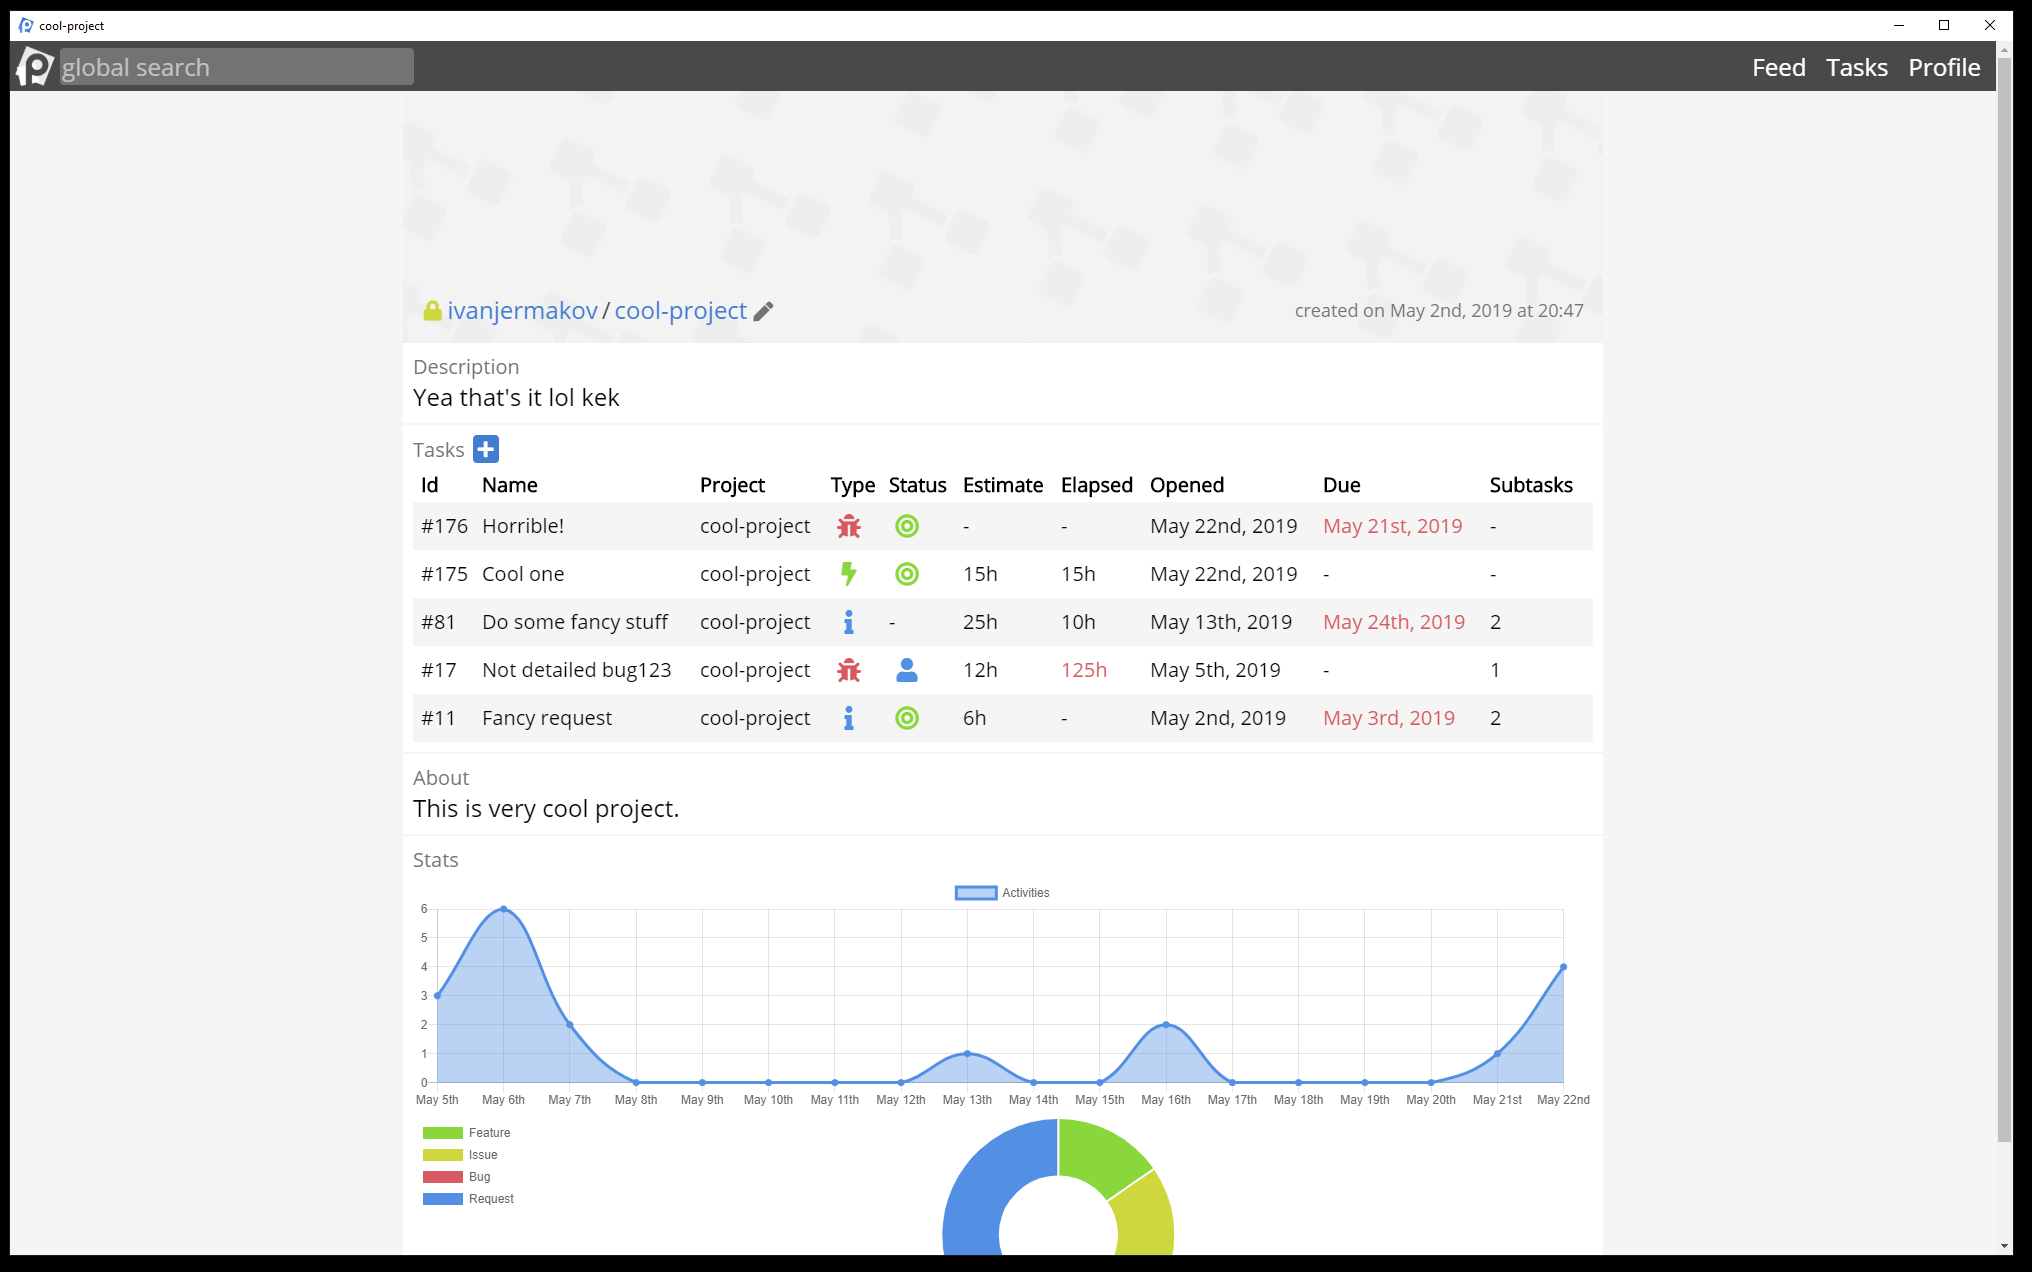 cool-project
global search Feed Tasks Profile
ivanjermakov / cool-project created on May 2nd, 2019 at 20:47
Description
Yea that's it lol kek
Tasks
Id Name Project Type Status Estimate Elapsed Opened Due Subtasks
#176 Horrible! cool-project - - May 22nd, 2019 May 21st, 2019 -
#175 Cool one cool-project 15h 15h May 22nd, 2019 - -
#81 Do some fancy stuff cool-project - 25h 10h May 13th, 2019 May 24th, 2019 2
#17 Not detailed bug123 cool-project 12h 125h May 5th, 2019 - 1
#11 Fancy request cool-project 6h - May 2nd, 2019 May 3rd, 2019 2
About
This is very cool project.
Stats
Activities
6
5
4
3
2
1
0
May 5th May 6th May 7th May 8th May 9th May 10th May 11th May 12th May 13th May 14th May 15th May 16th May 17th May 18th May 19th May 20th May 21st May 22nd
Feature
Issue
Bug
Request